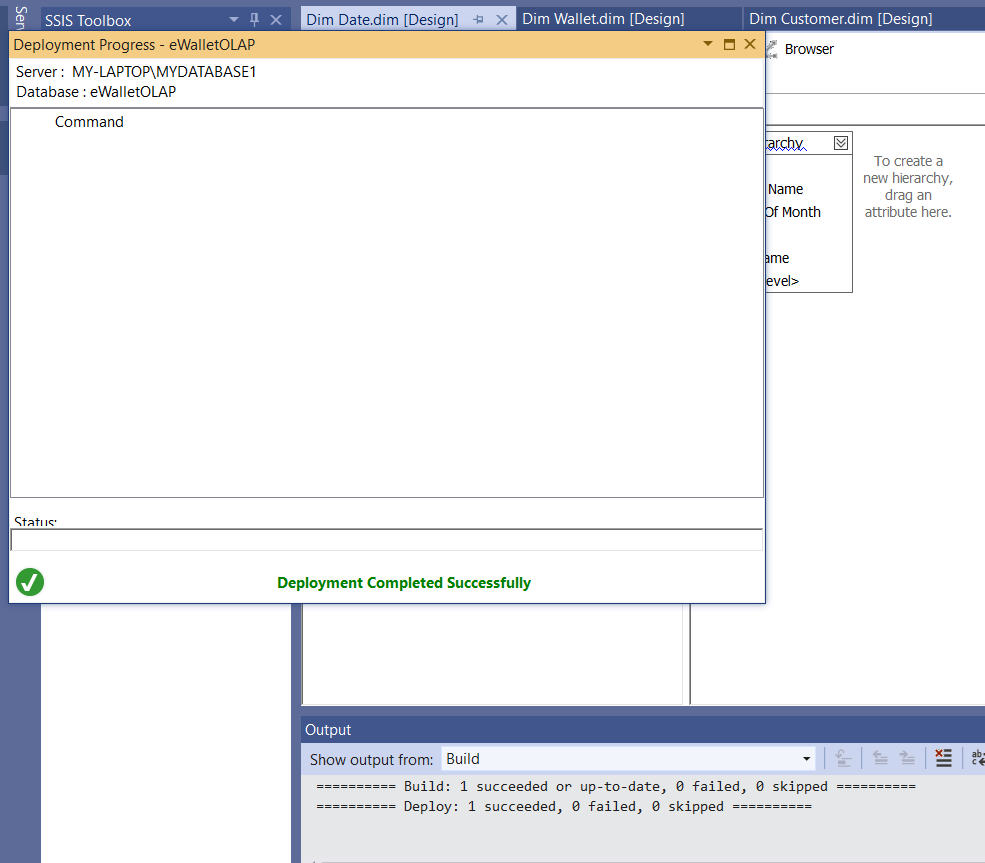 Ser
SSIS Toolbox
Dim Date.dim [Design]
Dim Wallet.dim [Design]
Dim Customer.dim [Design]
Deployment Progress - eWalletOLAP
Browser
Server : MY-LAPTOP\MYDATABASE1
Database : eWalletOLAP
Command
archy
Name
Of Month
ame
evel>
To create a
new hierarchy,
drag an
attribute here.
Status:
Deployment Completed Successfully
Output
Show output from: Build
========== Build: 1 succeeded or up-to-date, 0 failed, 0 skipped ==========
========== Deploy: 1 succeeded, 0 failed, 0 skipped ==========